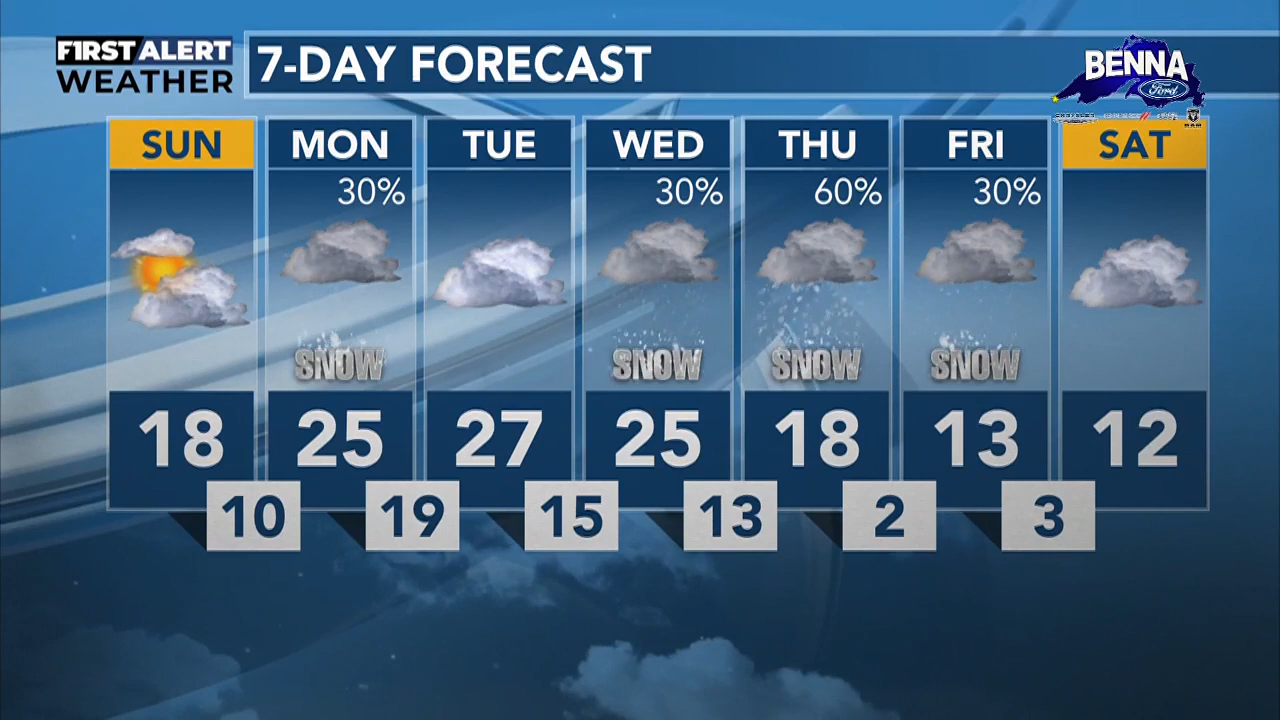 FIRST ALERT
WEATHER
7-DAY FORECAST
BENNA
Ford
SUN MON TUE WED THU FRI SAT
30% 30% 60% 30%
SNOW SNOW SNOW SNOW
18 25 27 25 18 13 12
10 19 15 13 2 3